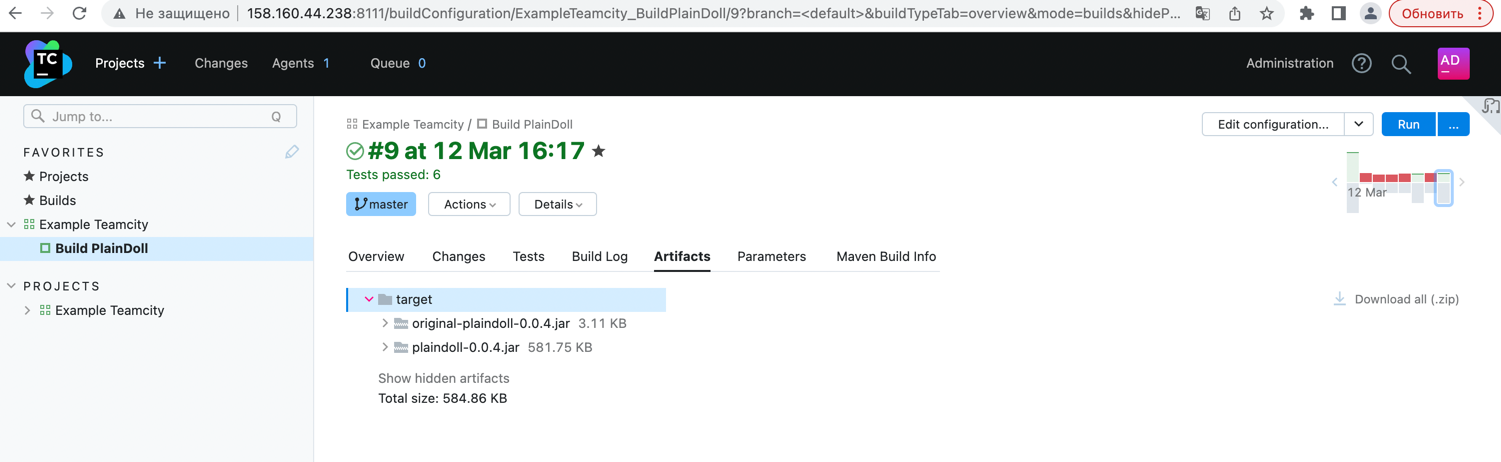 Не защищено 158.160.44.238:8111/buildConfiguration/ExampleTeamcity_BuildPlainDoll/9?branch=<default>&buildTypeTab=overview&mode=builds&hideP... Обновить
TC Projects Changes Agents 1 Queue 0 Administration AD
Jump to... Q
FAVORITES
Projects
Builds
Example Teamcity
Build PlainDoll
PROJECTS
Example Teamcity
Example Teamcity / Build PlainDoll
Edit configuration... Run ...
#9 at 12 Mar 16:17
Tests passed: 6
12 Mar
master Actions Details
Overview Changes Tests Build Log Artifacts Parameters Maven Build Info
target
Download all (.zip)
original-plaindoll-0.0.4.jar 3.11 KB
plaindoll-0.0.4.jar 581.75 KB
Show hidden artifacts
Total size: 584.86 KB